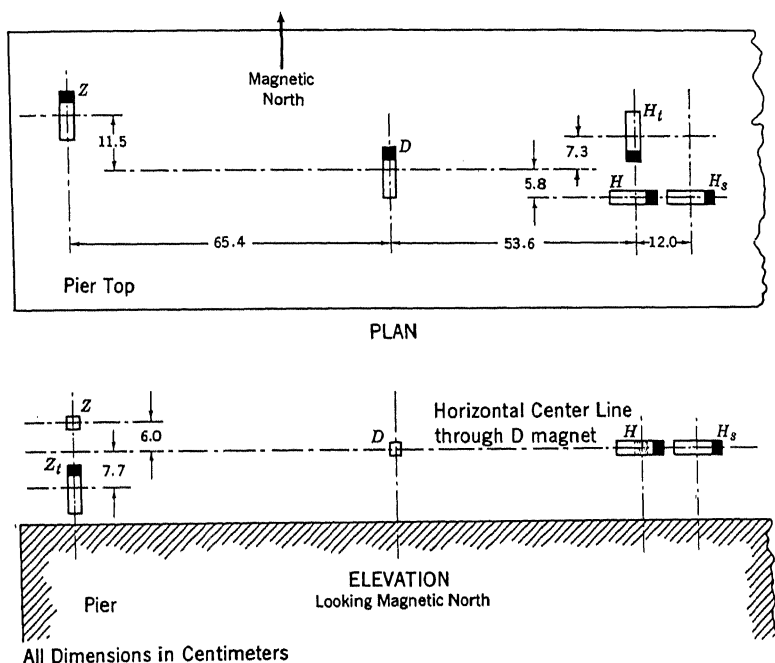 Magnetic
North
Z
11.5
D
H_t
7.3
5.8
H
H_s
65.4
53.6
12.0
Pier Top
PLAN
Z
6.0
Z_t
7.7
D
Horizontal Center Line
through D magnet
H
H_s
ELEVATION
Looking Magnetic North
Pier
All Dimensions in Centimeters